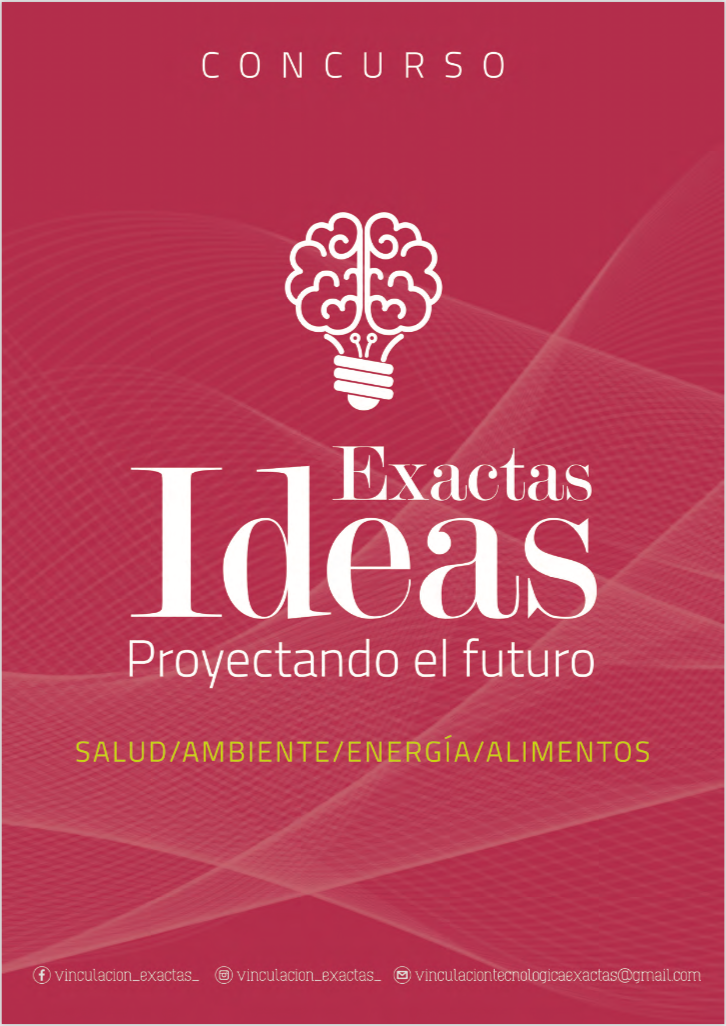 CONCURSO
Exactas
Ideas
Proyectando el futuro
SALUD/AMBIENTE/ENERGÍA/ALIMENTOS
vinculacion_exactas_ vinculacion_exactas_ vinculaciontecnologicaexactas@gmail.com